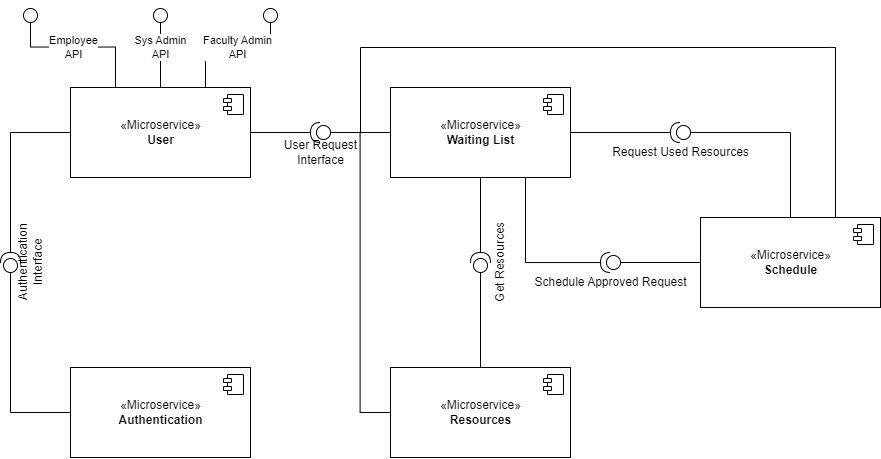 Employee
API
Sys Admin
API
Faculty Admin
API
«Microservice»
User
User Request
Interface
«Microservice»
Waiting List
Request Used Resources
Authentication
Interface
Get Resources
Schedule Approved Request
«Microservice»
Schedule
«Microservice»
Authentication
«Microservice»
Resources